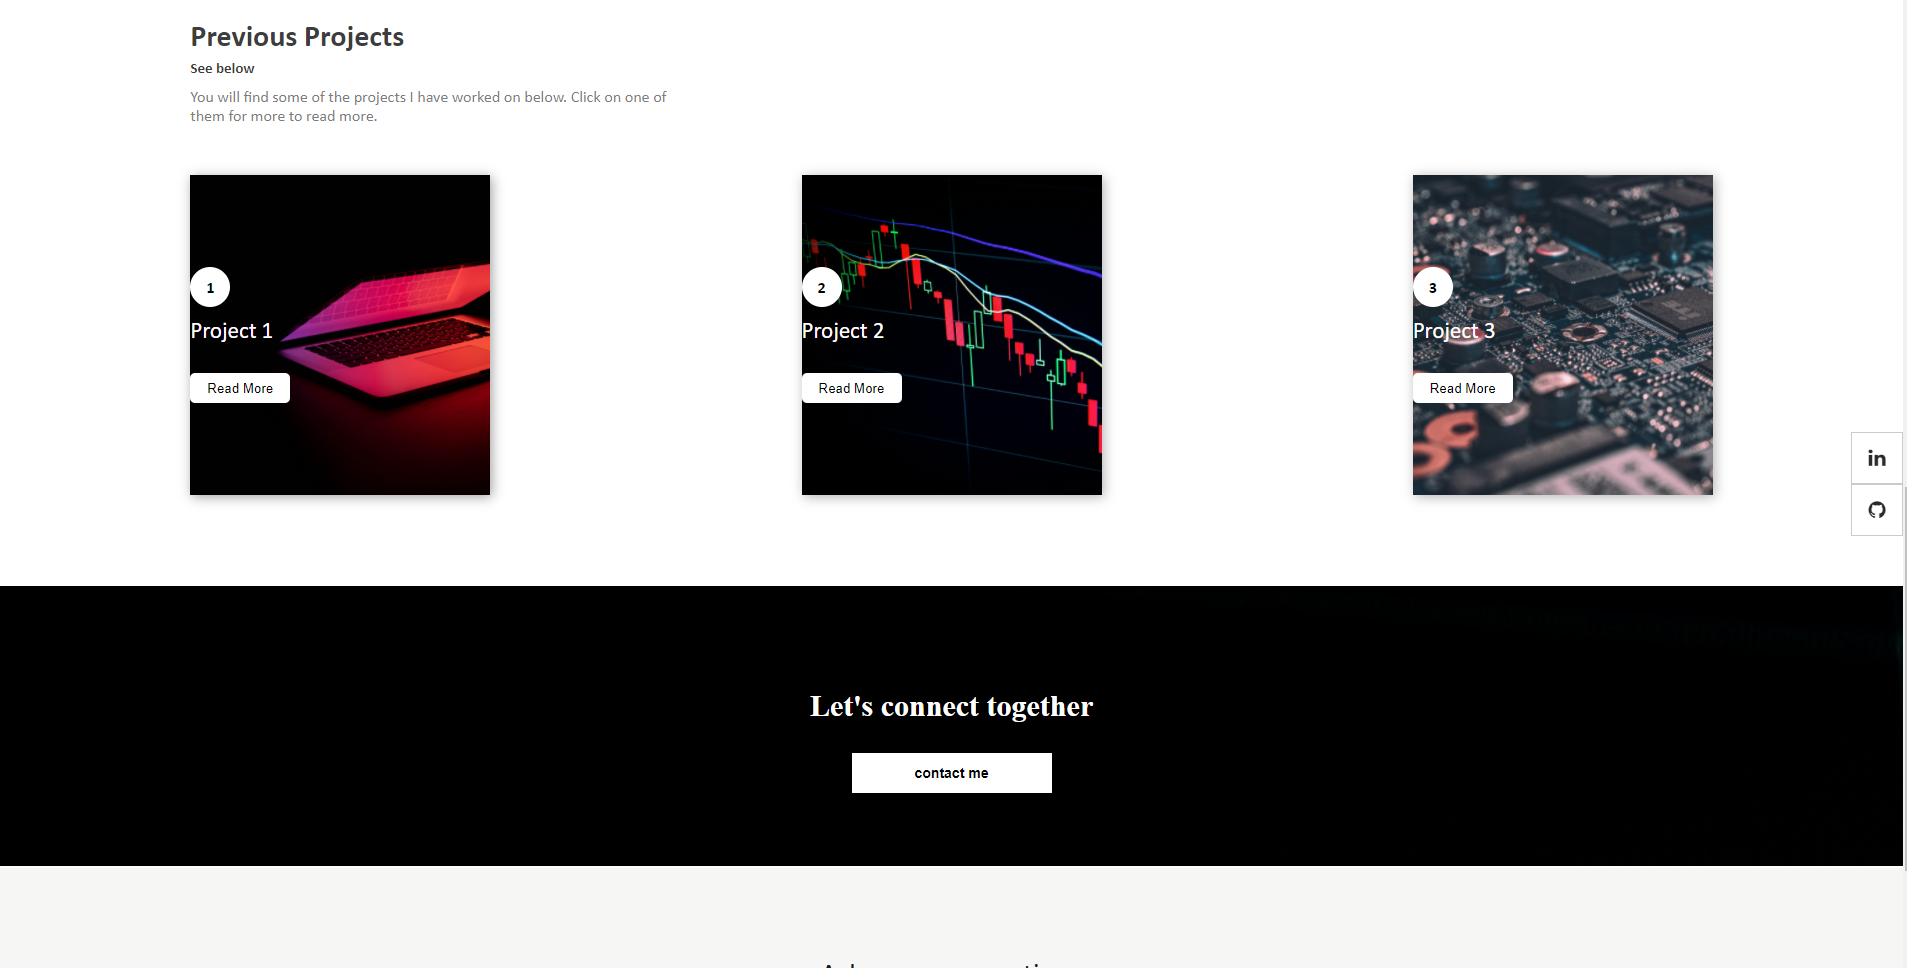 Previous Projects
See below
You will find some of the projects I have worked on below. Click on one of
them for more to read more.
1
Project 1
Read More
2
Project 2
Read More
3
Project 3
Read More
in
Let's connect together
contact me